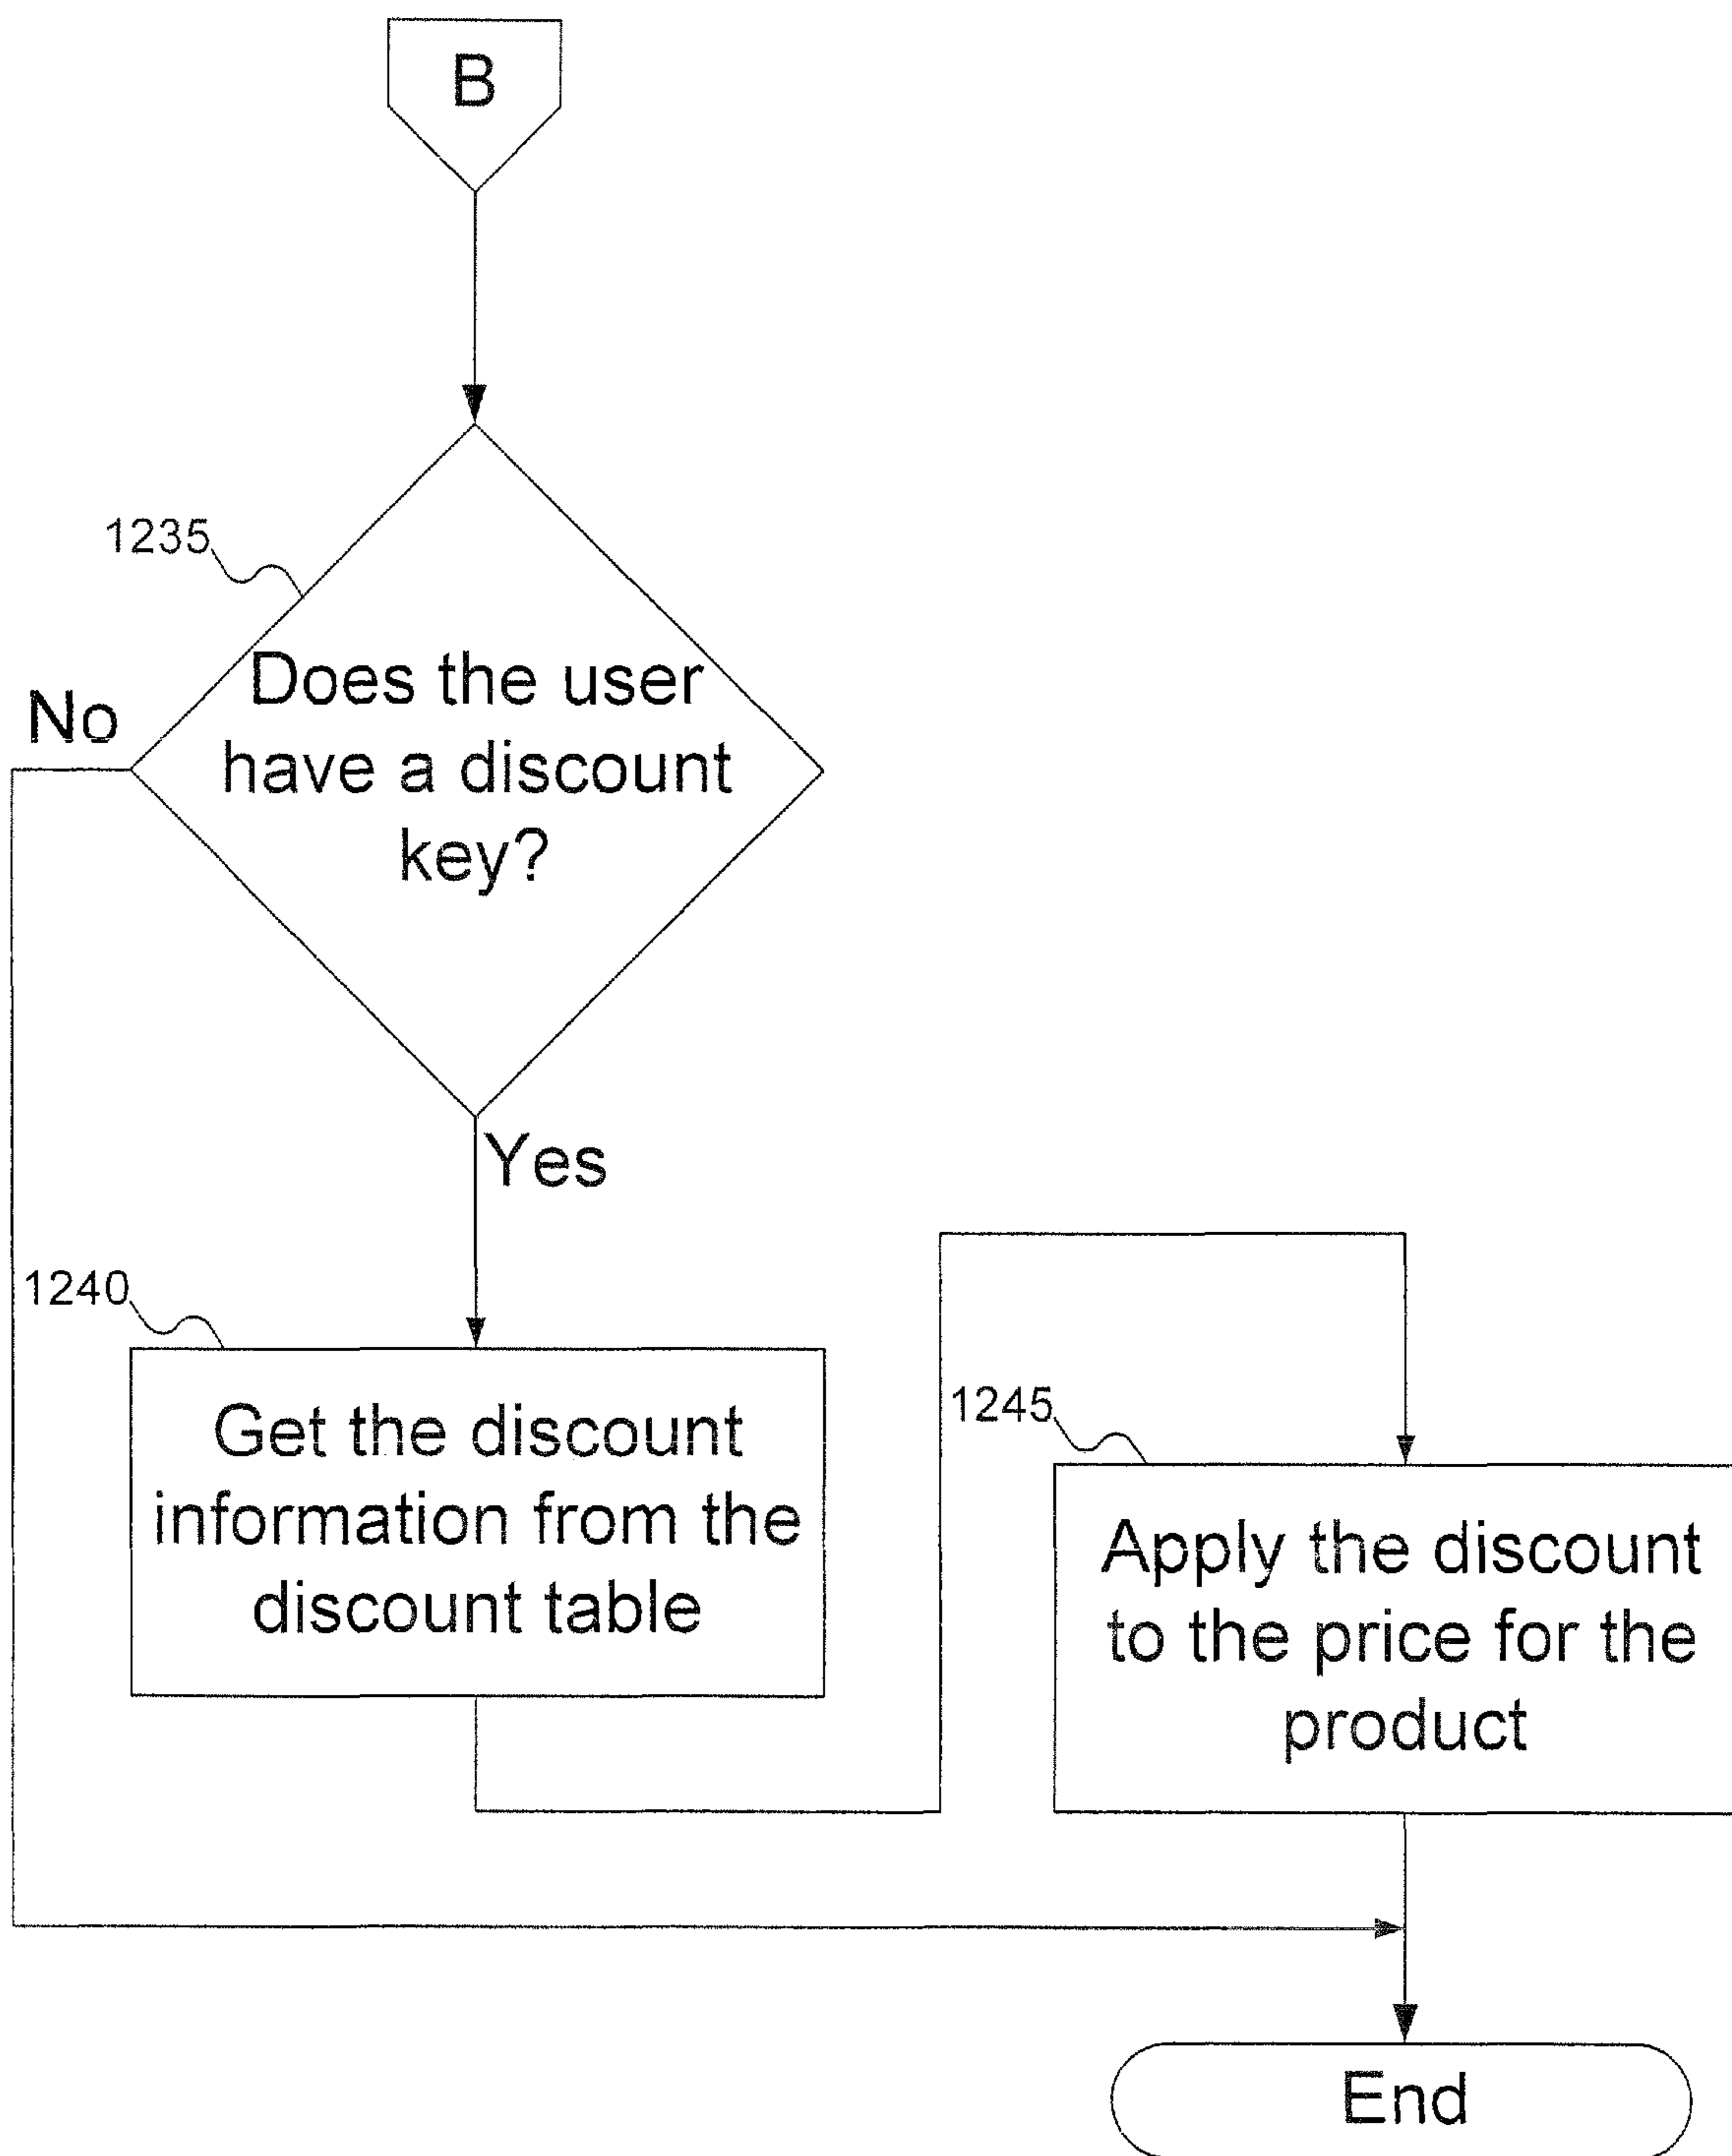 B
1235
Does the user
have a discount
key?
No
Yes
1240
Get the discount
information from the
discount table
1245
Apply the discount
to the price for the
product
End